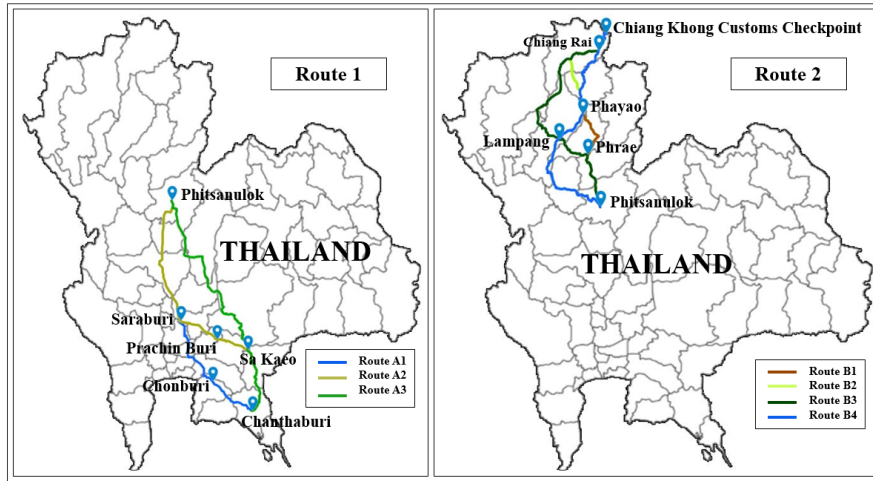 Route 1
Phitsanulok
THAILAND
Saraburi
Prachin Buri
Sa Kaeo
Chonburi
Chanthaburi
Route A1
Route A2
Route A3
Chiang Khong Customs Checkpoint
Chiang Rai
Route 2
Phayao
Lampang
Phrae
Phitsanulok
THAILAND
Route B1
Route B2
Route B3
Route B4